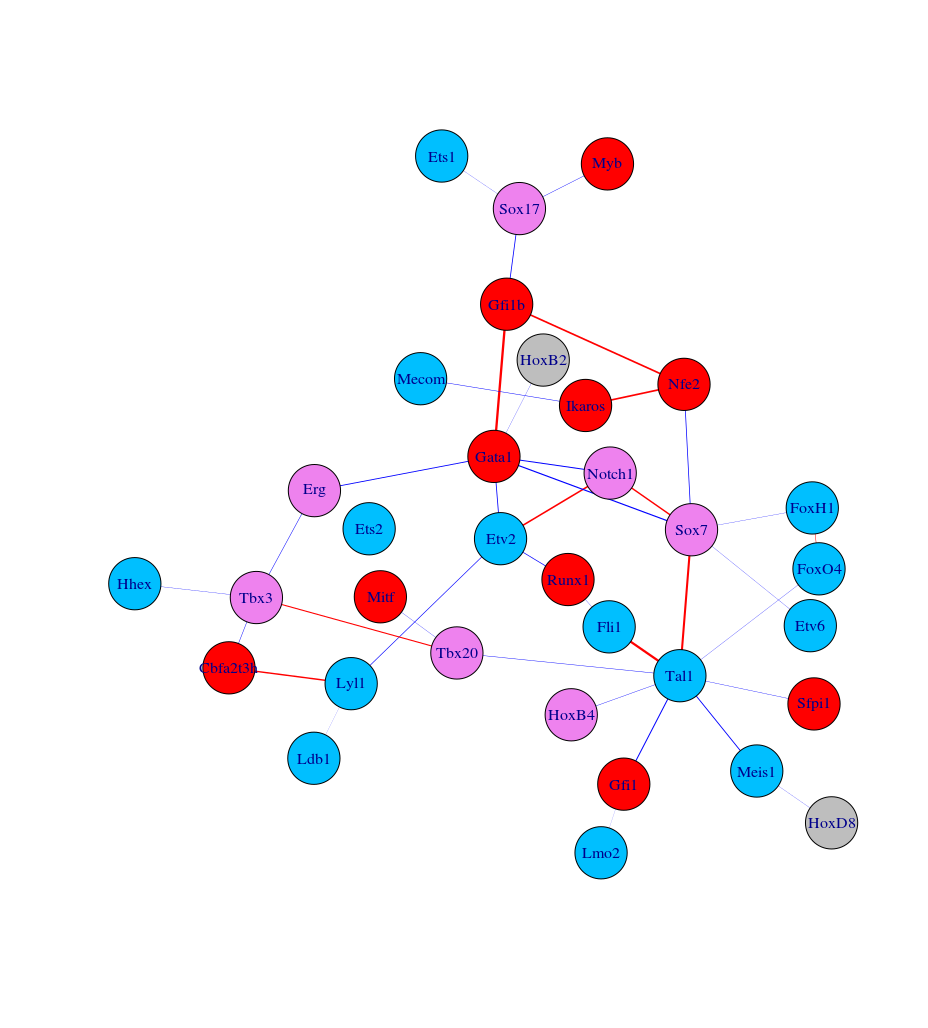 Ets1
Myb
Sox17
Gfi1b
HoxB2
Mecom
Nfe2
Ikaros
Gata1
Notch1
Erg
FoxH1
Ets2
Sox7
Etv2
FoxO4
Runx1
Hhex
Mitf
Tbx3
Etv6
Fli1
Tbx20
Cbfa2t3h
Tal1
Lyl1
Sfpi1
HoxB4
Ldb1
Meis1
Gfi1
HoxD8
Lmo2